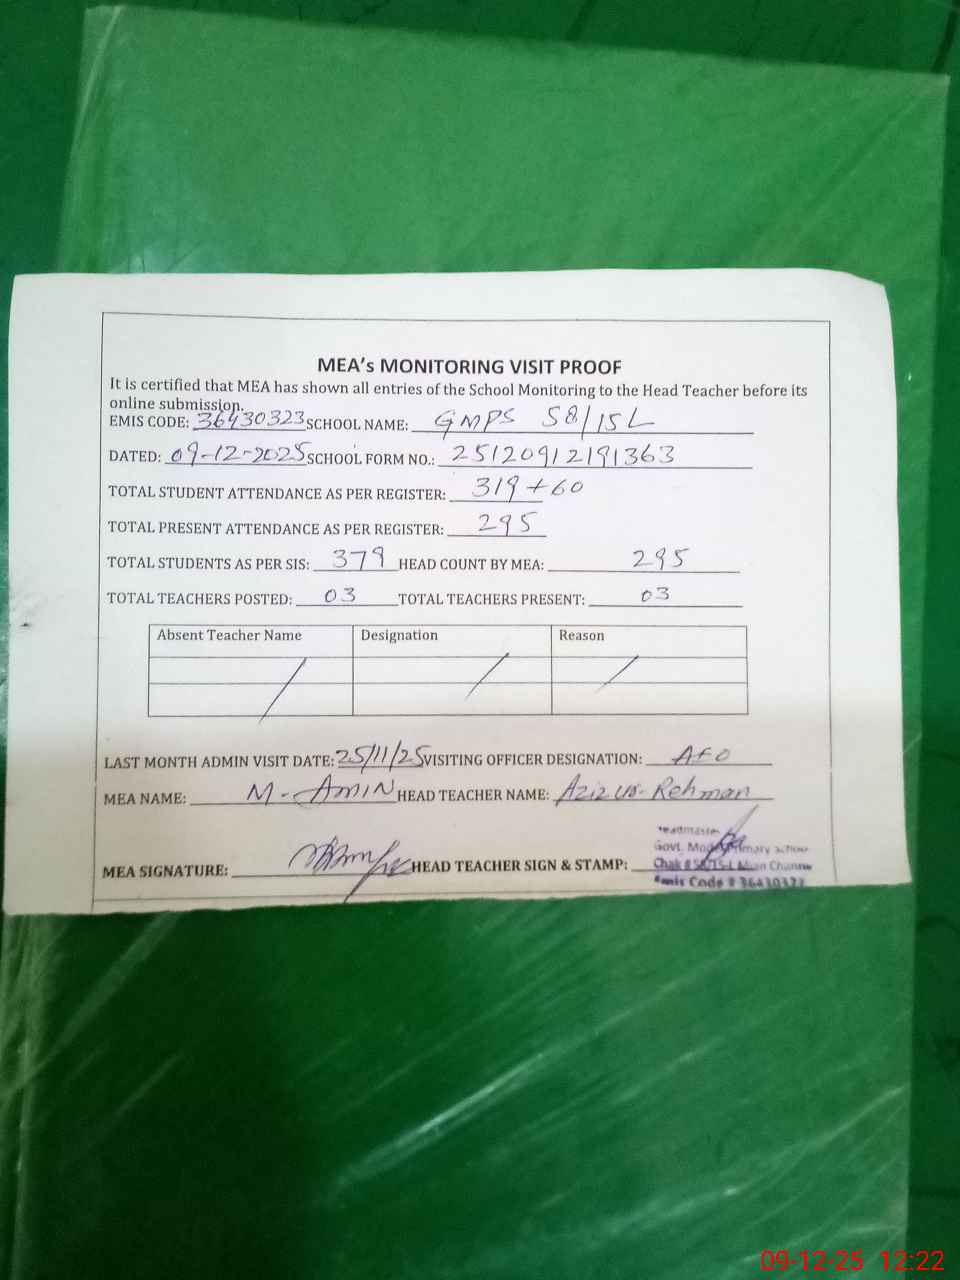 MEA's MONITORING VISIT PROOF
It is certified that MEA has shown all entries of the School Monitoring to the Head Teacher before its
online submission.
EMIS CODE: 36430323 SCHOOL NAME: GMPS 58/15L
DATED: 09-12-2025 SCHOOL FORM NO.: 25120912191363
TOTAL STUDENT ATTENDANCE AS PER REGISTER: 319+60
TOTAL PRESENT ATTENDANCE AS PER REGISTER: 295
TOTAL STUDENTS AS PER SIS: 379 HEAD COUNT BY MEA: 295
TOTAL TEACHERS POSTED: 03 TOTAL TEACHERS PRESENT: 03
Absent Teacher Name Designation Reason
LAST MONTH ADMIN VISIT DATE: 25/11/25 VISITING OFFICER DESIGNATION: AEO
MEA NAME: M-AMIN HEAD TEACHER NAME: Aziz ur-Rehman
Headmaster
Govt. Model Primary School
MEA SIGNATURE: HEAD TEACHER SIGN & STAMP: Chak # 58/15-L Mian Channu
Emis Code # 36430323
09-12-25 12:22